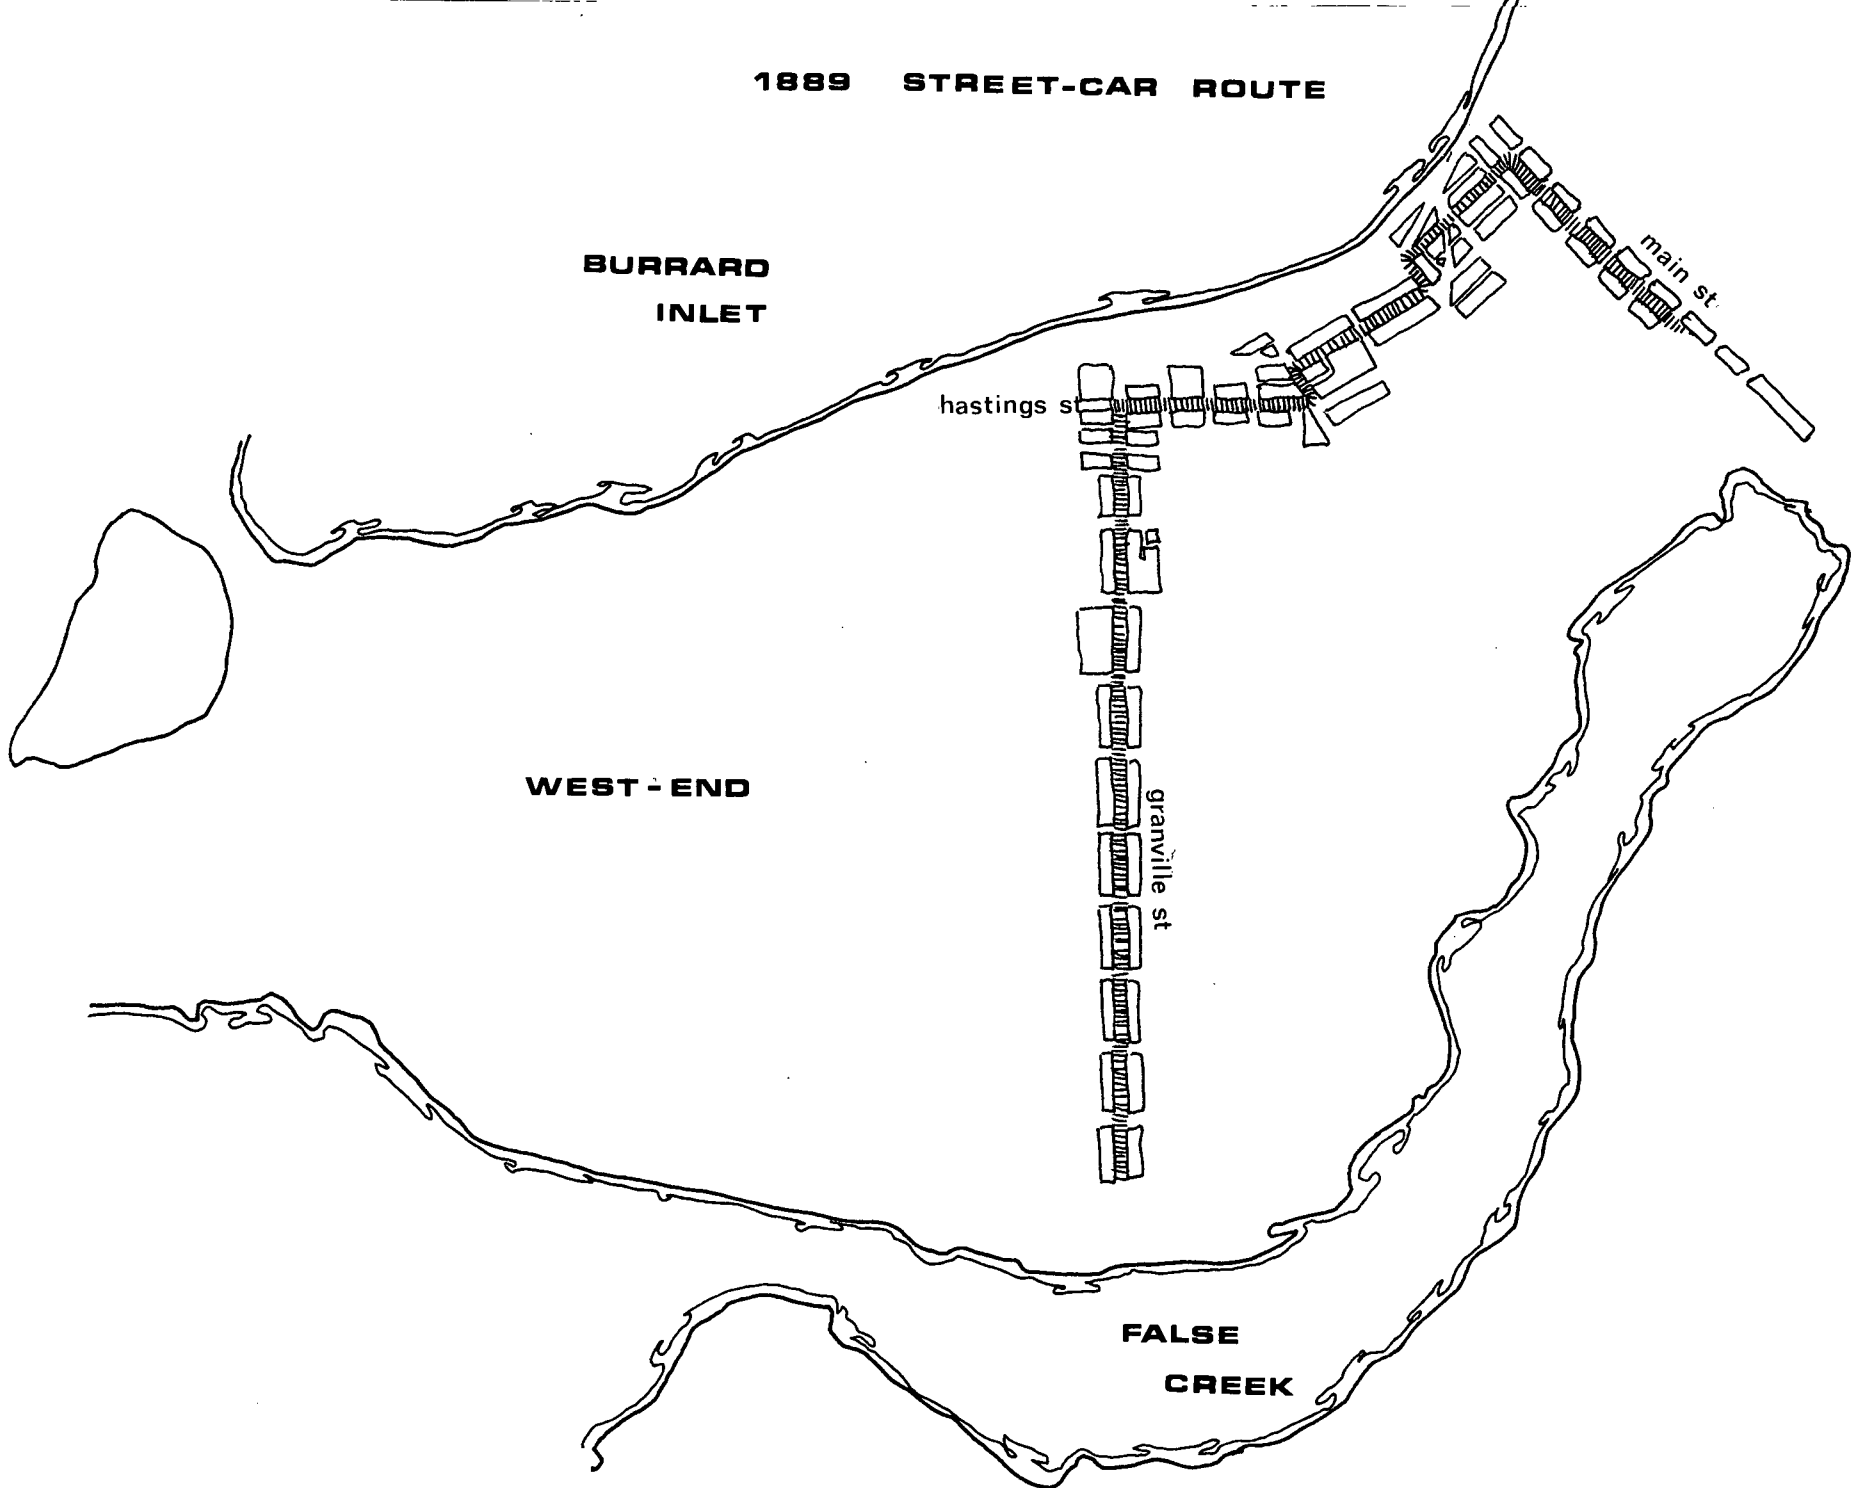 1889 STREET-CAR ROUTE
BURRARD
INLET
main st
hastings st
WEST-END
granville st
FALSE
CREEK